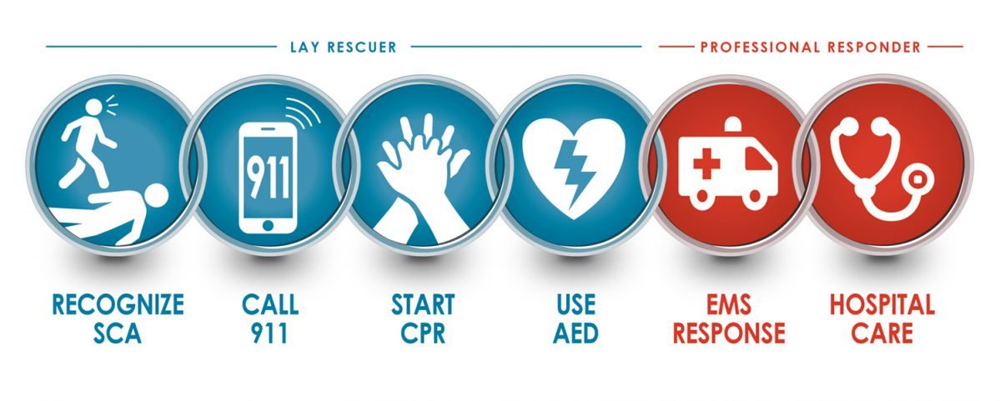 LAY RESCUER
PROFESSIONAL RESPONDER
911
RECOGNIZE
SCA
CALL
911
START
CPR
USE
AED
EMS
RESPONSE
HOSPITAL
CARE